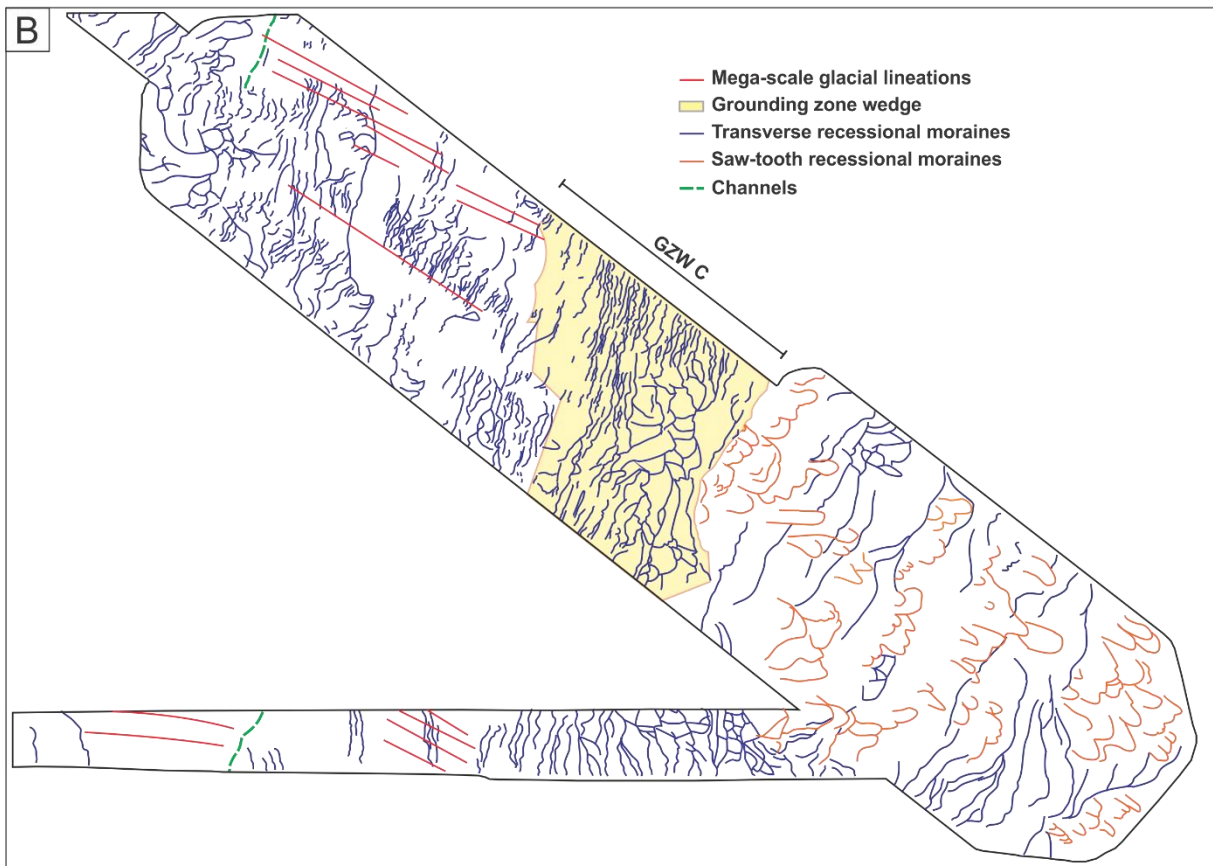 B
Mega-scale glacial lineations
Grounding zone wedge
Transverse recessional moraines
Saw-tooth recessional moraines
Channels
GZW C